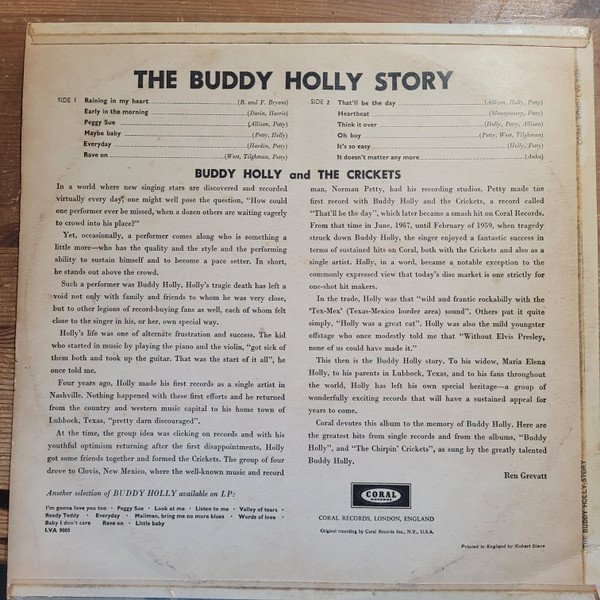 THE BUDDY HOLLY STORY
SIDE 1 Raining in my heart (B. and F. Bryant)
Early in the morning (Darin, Harris)
Peggy Sue (Allison, Petty)
Maybe baby (Petty, Holly)
Everyday (Hardin, Petty)
Rave on (West, Tilghman, Petty)
SIDE 2 That'll be the day (Allison, Holly, Petty)
Heartbeat (Montgomery, Petty)
Think it over (Holly, Petty, Allison)
Oh boy (Petty, West, Tilghman)
It's so easy (Holly, Petty)
It doesn't matter any more (Anka)
BUDDY HOLLY and THE CRICKETS
In a world where new singing stars are discovered and recorded
virtually every day, one might well pose the question, "How could
one performer ever be missed, when a dozen others are waiting eagerly
to crowd into his place?"
Yet, occasionally, a performer comes along who is something a
little more—who has the quality and the style and the performing
ability to sustain himself and to become a pace setter. In short,
he stands out above the crowd.
Such a performer was Buddy Holly. Holly's tragic death has left a
void not only with family and friends to whom he was very close,
but to other legions of record-buying fans as well, each of whom felt
close to the singer in his, or her, own special way.
Holly's life was one of alternate frustration and success. The kid
who started in music by playing the piano and the violin, "got sick of
them both and took up the guitar. That was the start of it all", he
once told me.
Four years ago, Holly made his first records as a single artist in
Nashville. Nothing happened with these first efforts and he returned
from the country and western music capital to his home town of
Lubbock, Texas, "pretty darn discouraged".
At the time, the group idea was clicking on records and with his
youthful optimism returning after the first disappointments, Holly
got some friends together and formed the Crickets. The group of four
drove to Clovis, New Mexico, where the well-known music and record
man, Norman Petty, had his recording studios. Petty made the
first record with Buddy Holly and the Crickets, a record called
"That'll be the day", which later became a smash hit on Coral Records.
From that time in June, 1957, until February of 1959, when tragedy
struck down Buddy Holly, the singer enjoyed a fantastic success in
terms of sustained hits on Coral, both with the Crickets and also as a
single artist. Holly, in a word, became a notable exception to the
commonly expressed view that today's disc market is one strictly for
one-shot hit makers.
In the trade, Holly was that "wild and frantic rockabilly with the
'Tex-Mex' (Texas-Mexico border area) sound". Others put it quite
simply, "Holly was a great cat". Holly was also the mild youngster
offstage who once modestly told me that "Without Elvis Presley,
none of us could have made it."
This then is the Buddy Holly story. To his widow, Maria Elena
Holly, to his parents in Lubbock, Texas, and to his fans throughout
the world, Holly has left his own special heritage—a group of
wonderfully exciting records that will have a sustained appeal for
years to come.
Coral devotes this album to the memory of Buddy Holly. Here are
the greatest hits from single records and from the albums, "Buddy
Holly", and "The Chirpin' Crickets", as sung by the greatly talented
Buddy Holly.
Ren Grevatt
Another selection of BUDDY HOLLY available on LP:
I'm gonna love you too · Peggy Sue · Look at me · Listen to me · Valley of tears ·
Ready Teddy · Everyday · Mailman, bring me no more blues · Words of love ·
Baby I don't care · Rave on · Little baby
LVA 9085
CORAL
CORAL RECORDS, LONDON, ENGLAND
Original recording by Coral Records Inc., N.Y., U.S.A.
Printed in England by Robert Stace
THE BUDDY HOLLY STORY